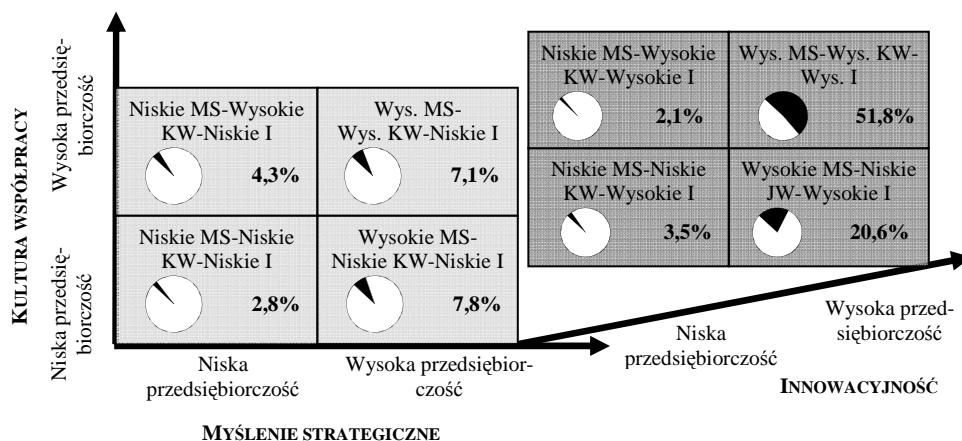 KULTURA WSPÓŁPRACY
Wysoka przedsię-
biorczość
Niska przedsię-
biorczość
Niskie MS-Wysokie
KW-Niskie I
4,3%
Wys. MS-
Wys. KW-Niskie I
7,1%
Niskie MS-Niskie
KW-Niskie I
2,8%
Wysokie MS-
Niskie KW-Niskie I
7,8%
Niskie MS-Wysokie
KW-Wysokie I
2,1%
Wys. MS-Wys. KW-
Wys. I
51,8%
Niskie MS-Niskie
KW-Wysokie I
3,5%
Wysokie MS-Niskie
JW-Wysokie I
20,6%
Niska
przedsiębiorczość
Wysoka przedsiębior-
czość
MYŚLENIE STRATEGICZNE
Niska
przedsiębiorczość
Wysoka przed-
siębiorczość
INNOWACYJNOŚĆ